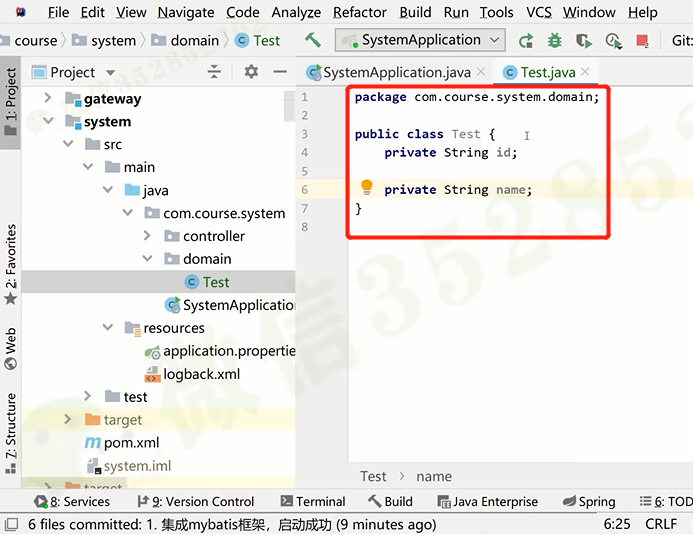 File Edit View Navigate Code Analyze Refactor Build Run Tools VCS Window Help
course system domain Test SystemApplication Git:
1: Project
Project
SystemApplication.java Test.java
gateway
system
src
main
java
com.course.system
controller
domain
Test
SystemApplication
resources
application.propertie
logback.xml
test
target
pom.xml
system.iml
target
2: Favorites
Web
Z: Structure
1 package com.course.system.domain;
2
3 public class Test {
4 private String id;
5
6 private String name;
7 }
8
Test name
8: Services 9: Version Control Terminal Build Java Enterprise Spring 6: TOD
6 files committed: 1. 集成mybatis框架，启动成功 (9 minutes ago) 6:25 CRLF